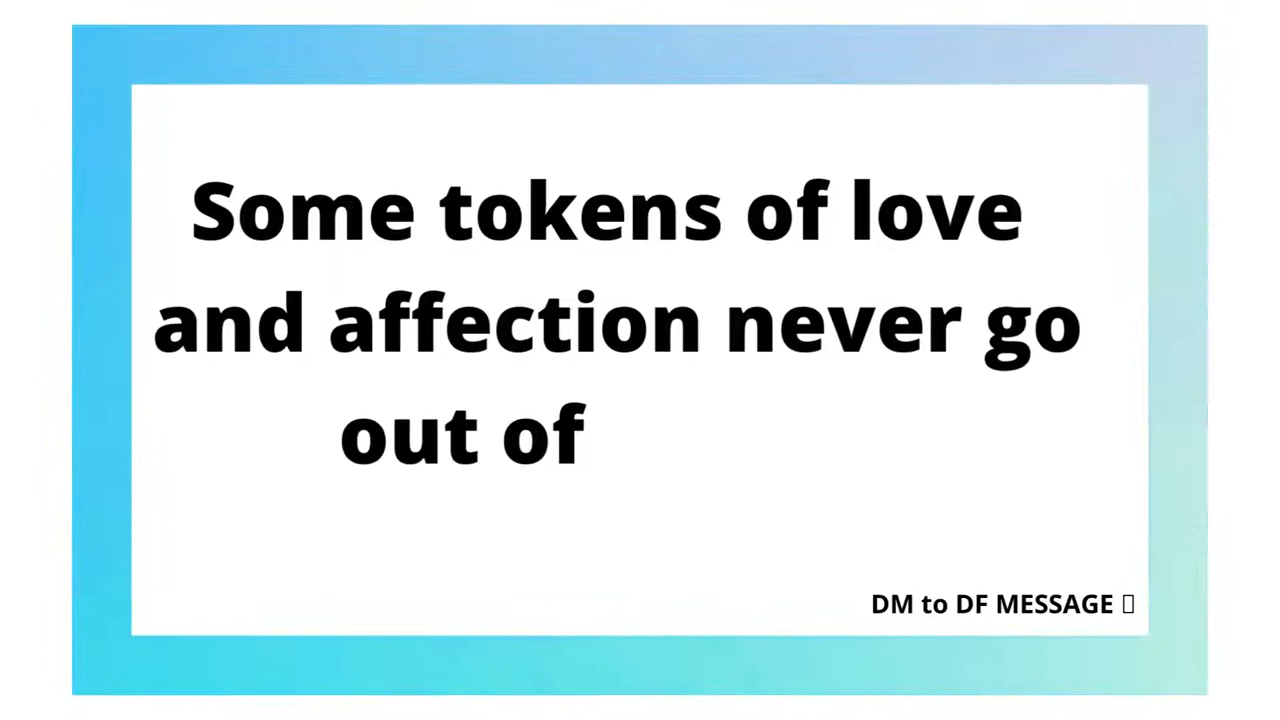 Some tokens of love
and affection never go
out of
DM to DF MESSAGE